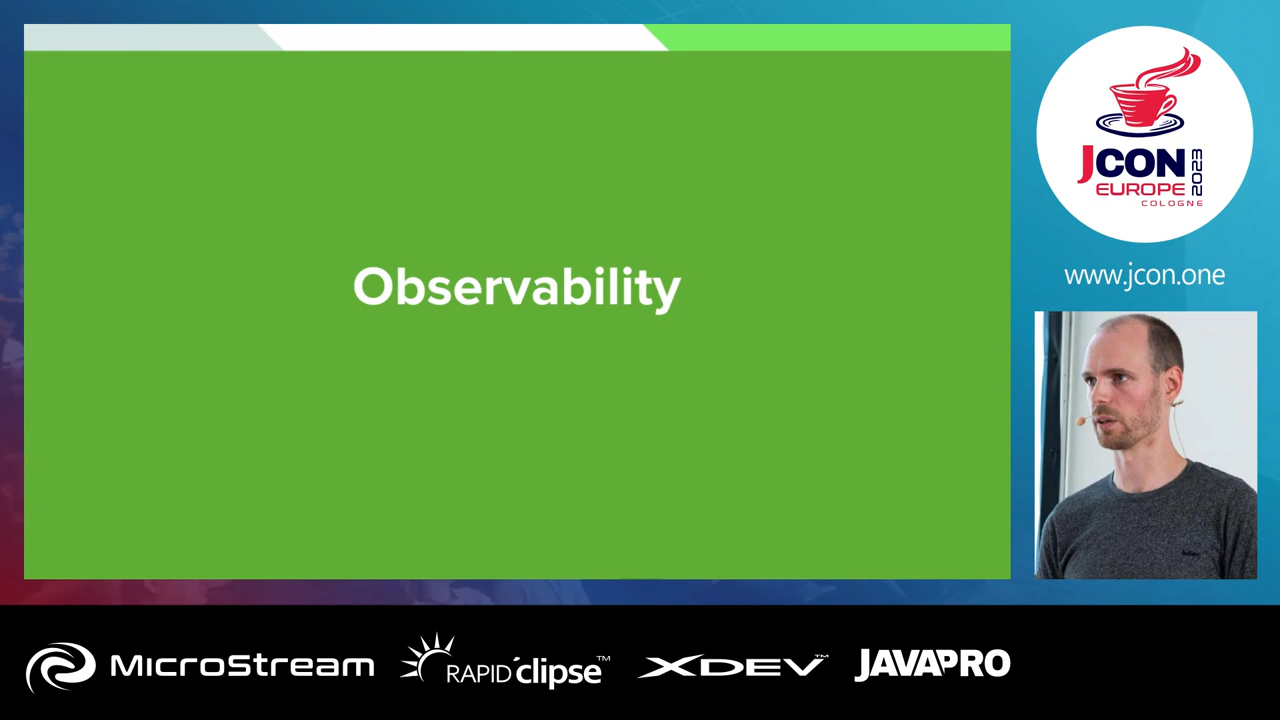 Observability
JCON
2023
EUROPE
COLOGNE
www.jcon.one
MicroStream
RAPID'clipse™
XDEV™
JAVAPRO